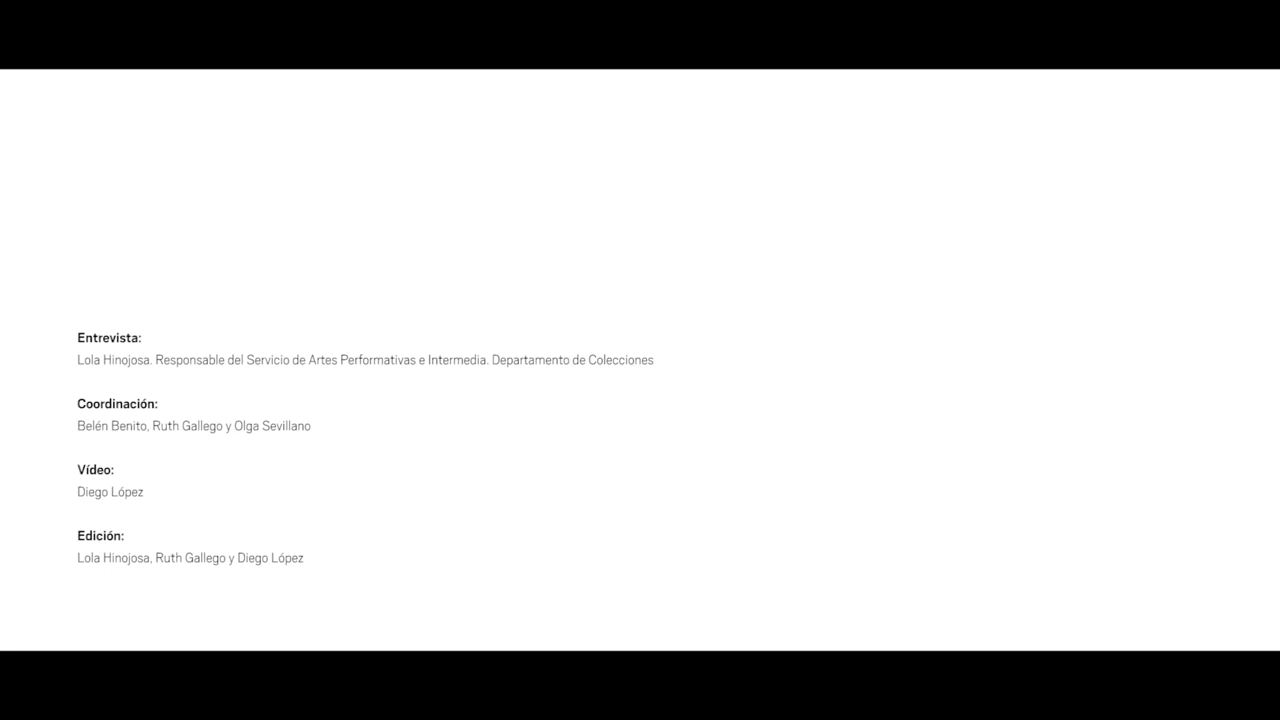 Entrevista:
Lola Hinojosa. Responsable del Servicio de Artes Performativas e Intermedia. Departamento de Colecciones
Coordinación:
Belén Benito, Ruth Gallego y Olga Sevillano
Vídeo:
Diego López
Edición:
Lola Hinojosa, Ruth Gallego y Diego López